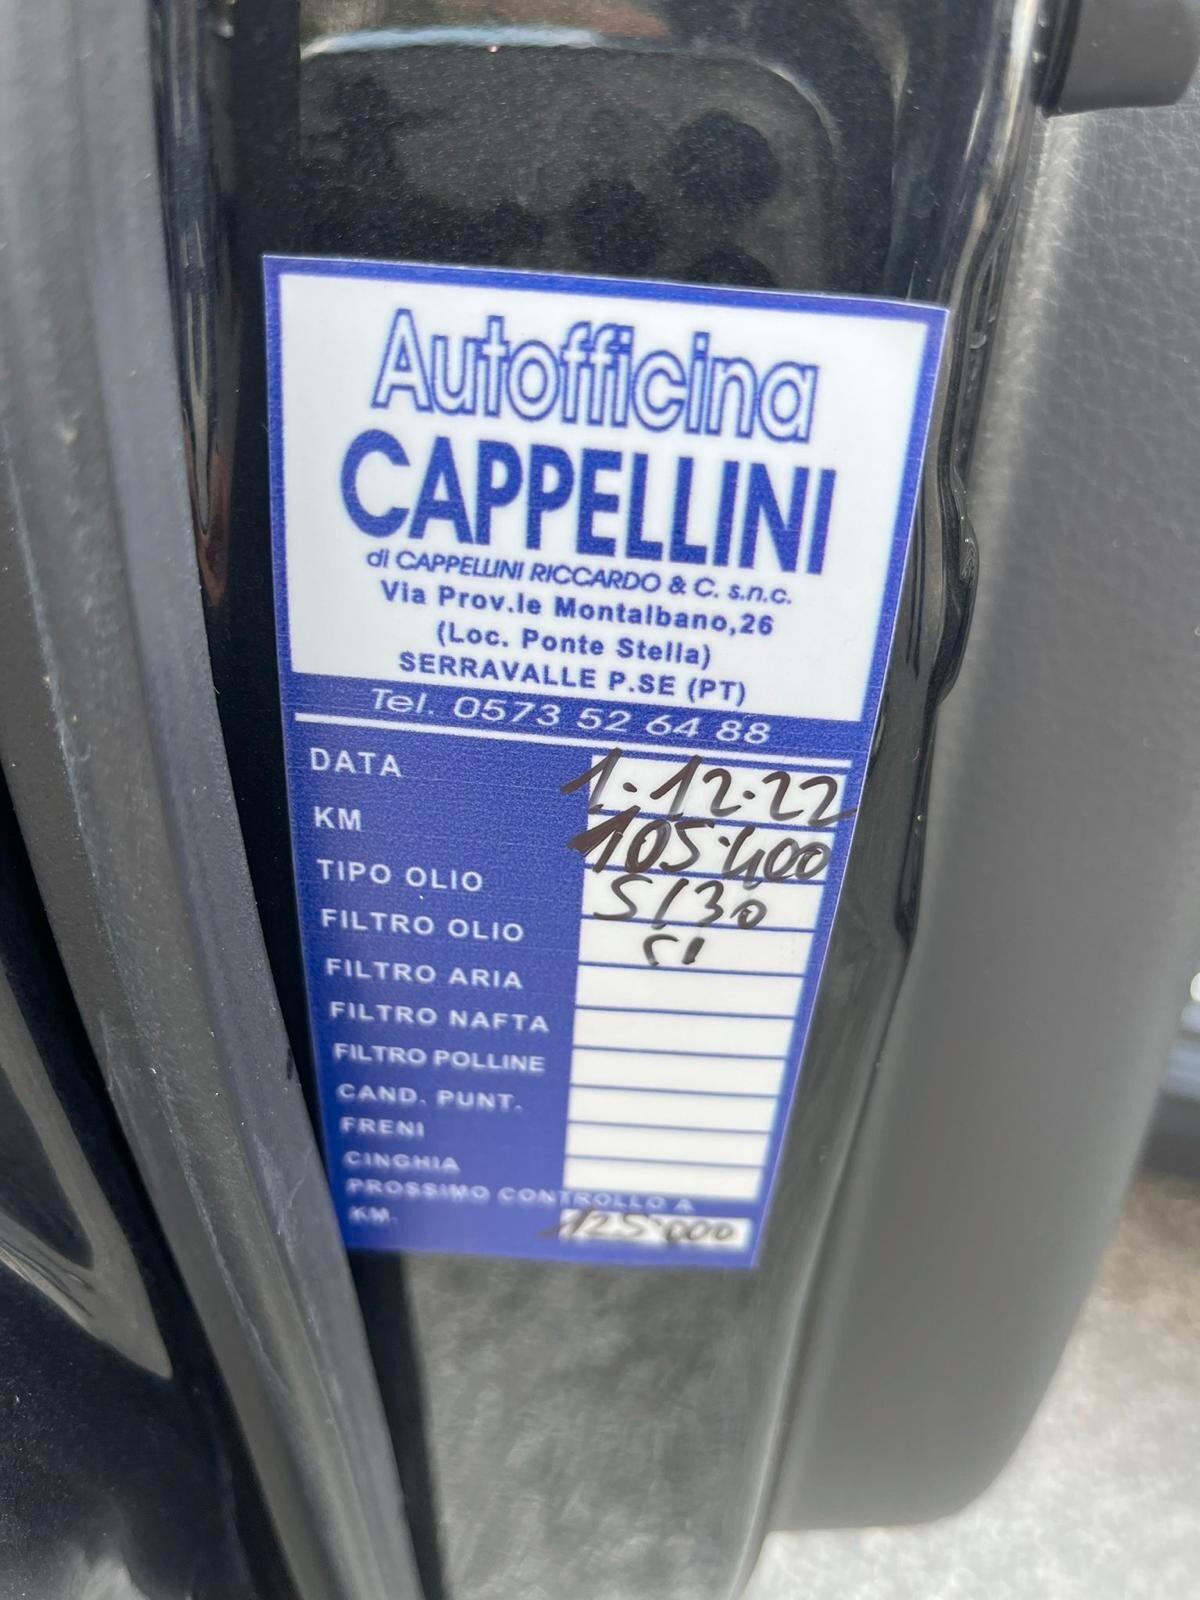 Autofficina
CAPPELLINI
di CAPPELLINI RICCARDO & C. s.n.c.
Via Prov.le Montalbano,26
(Loc. Ponte Stella)
SERRAVALLE P.SE (PT)
Tel. 0573 52 64 88
DATA 1.12.22
KM 105.400
TIPO OLIO 5/30
FILTRO OLIO SI
FILTRO ARIA
FILTRO NAFTA
FILTRO POLLINE
CAND. PUNT.
FRENI
CINGHIA
PROSSIMO CONTROLLO A
KM. 125.000